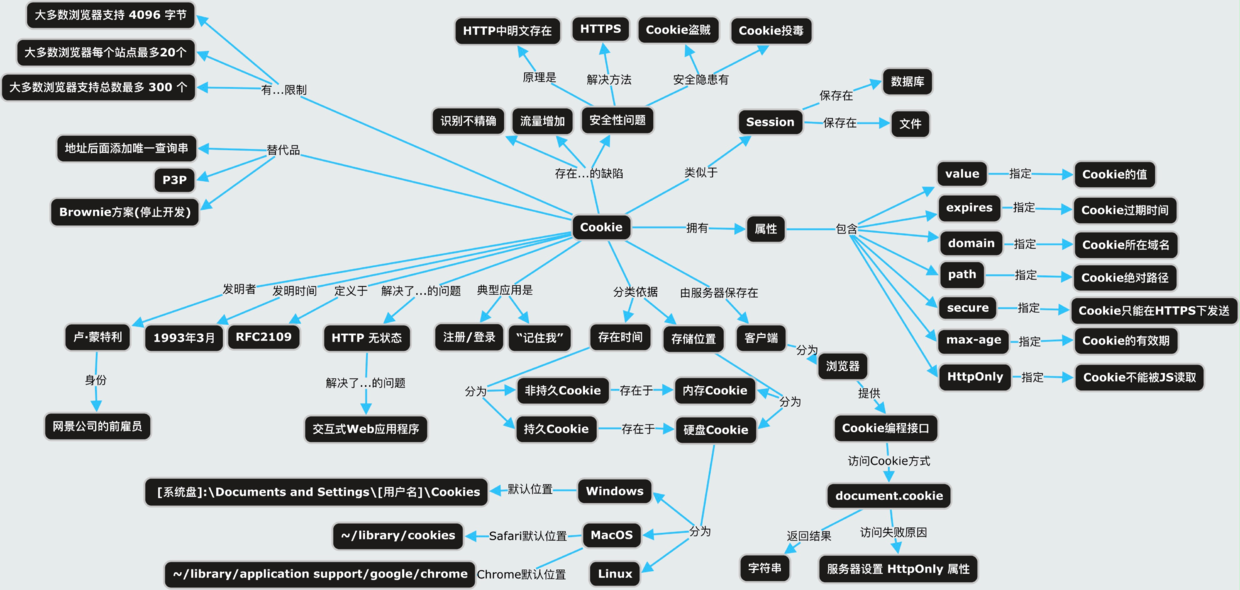 大多数浏览器支持 4096 字节
大多数浏览器每个站点最多20个
大多数浏览器支持总数最多 300 个
有...限制
HTTP中明文存在
HTTPS
Cookie盗贼
Cookie投毒
原理是
解决方法
安全隐患有
识别不精确
流量增加
安全性问题
存在...的缺陷
Session
类似于
保存在
数据库
保存在
文件
替代品
地址后面添加唯一查询串
P3P
Brownie方案(停止开发)
Cookie
拥有
属性
包含
value
指定
Cookie的值
expires
指定
Cookie过期时间
domain
指定
Cookie所在域名
path
指定
Cookie绝对路径
secure
指定
Cookie只能在HTTPS下发送
max-age
指定
Cookie的有效期
HttpOnly
指定
Cookie不能被JS读取
发明者
发明时间
定义于
解决了...的问题
典型应用是
分类依据
由服务器保存在
卢·蒙特利
1993年3月
RFC2109
HTTP 无状态
注册/登录
“记住我”
存在时间
存储位置
客户端
身份
网景公司的前雇员
解决了...的问题
交互式Web应用程序
分为
非持久Cookie
存在于
内存Cookie
持久Cookie
存在于
硬盘Cookie
分为
分为
浏览器
提供
Cookie编程接口
访问Cookie方式
document.cookie
返回结果
访问失败原因
字符串
服务器设置 HttpOnly 属性
[系统盘]:\Documents and Settings\[用户名]\Cookies
默认位置
Windows
~/library/cookies
Safari默认位置
MacOS
分为
~/library/application support/google/chrome
Chrome默认位置
Linux